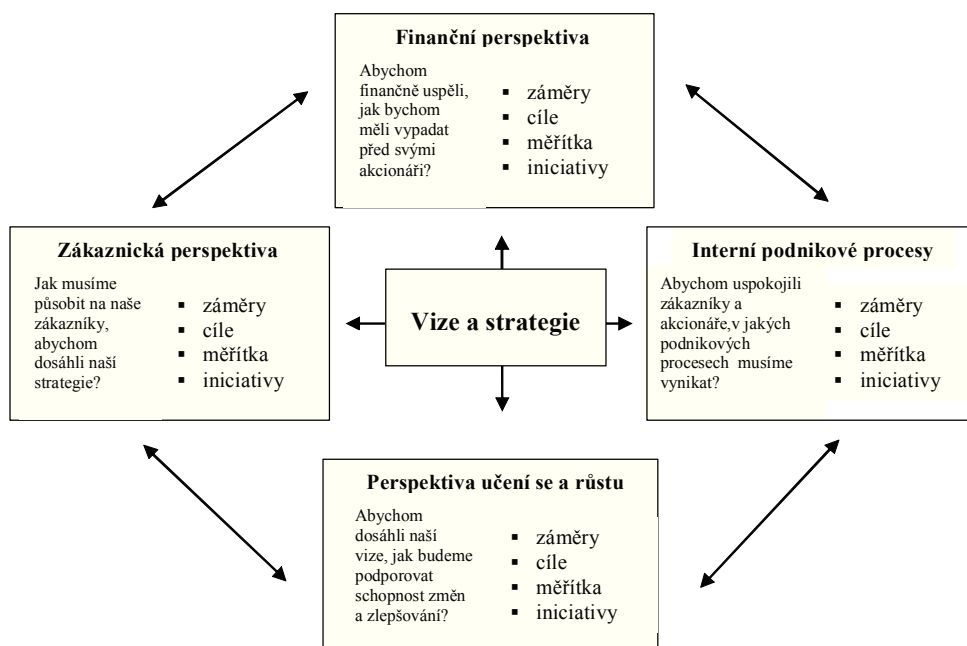 Finanční perspektiva
Abychom
finančně uspěli,
jak bychom
měli vypadat
před svými
akcionáři?
▪ záměry
▪ cíle
▪ měřítka
▪ iniciativy
Zákaznická perspektiva
Jak musíme
působit na naše
zákazníky,
abychom
dosáhli naší
strategie?
▪ záměry
▪ cíle
▪ měřítka
▪ iniciativy
Vize a strategie
Interní podnikové procesy
Abychom uspokojili
zákazníky a
akcionáře,v jakých
podnikových
procesech musíme
vynikat?
▪ záměry
▪ cíle
▪ měřítka
▪ iniciativy
Perspektiva učení se a růstu
Abychom
dosáhli naší
vize, jak budeme
podporovat
schopnost změn
a zlepšování?
▪ záměry
▪ cíle
▪ měřítka
▪ iniciativy